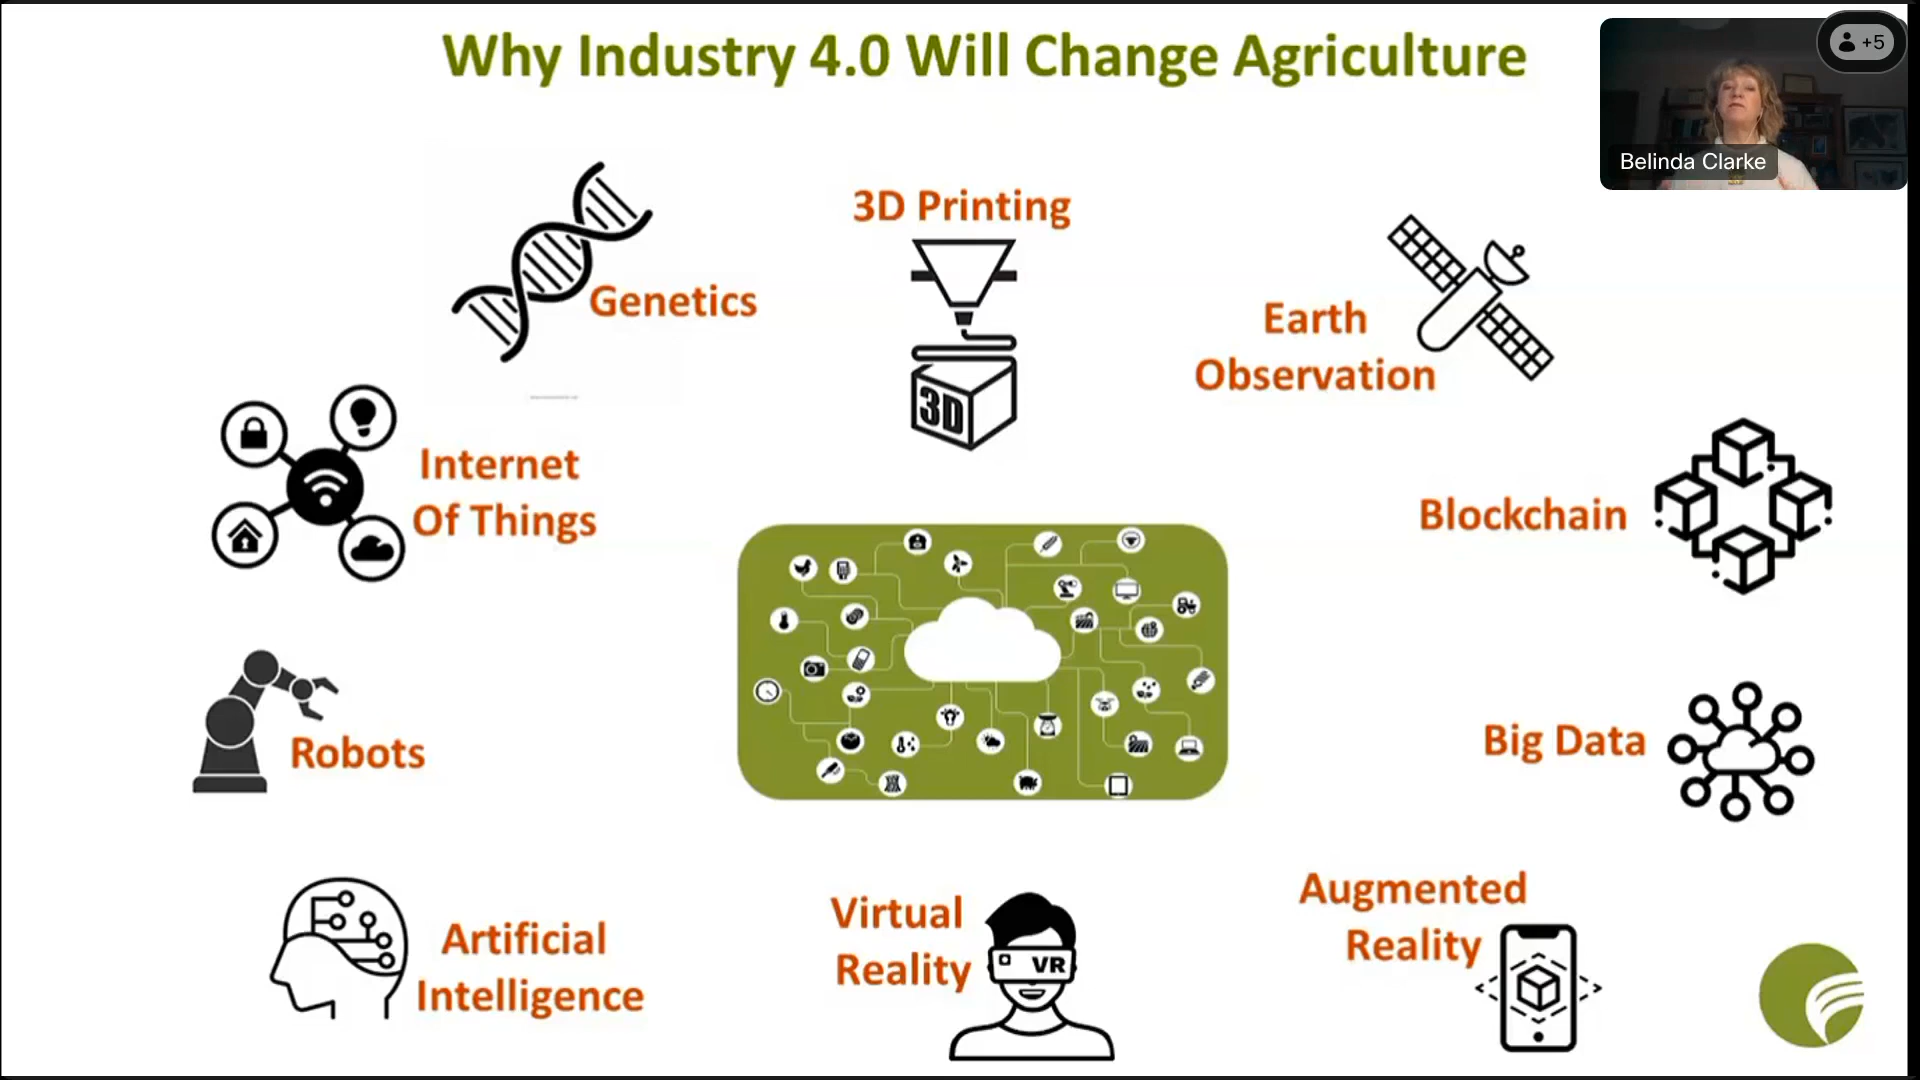 Why Industry 4.0 Will Change Agriculture
+5
Belinda Clarke
3D Printing
Genetics
3D
Earth
Observation
Internet
Of Things
Blockchain
Robots
Big Data
Augmented
Reality
Virtual
Reality
VR
Artificial
Intelligence